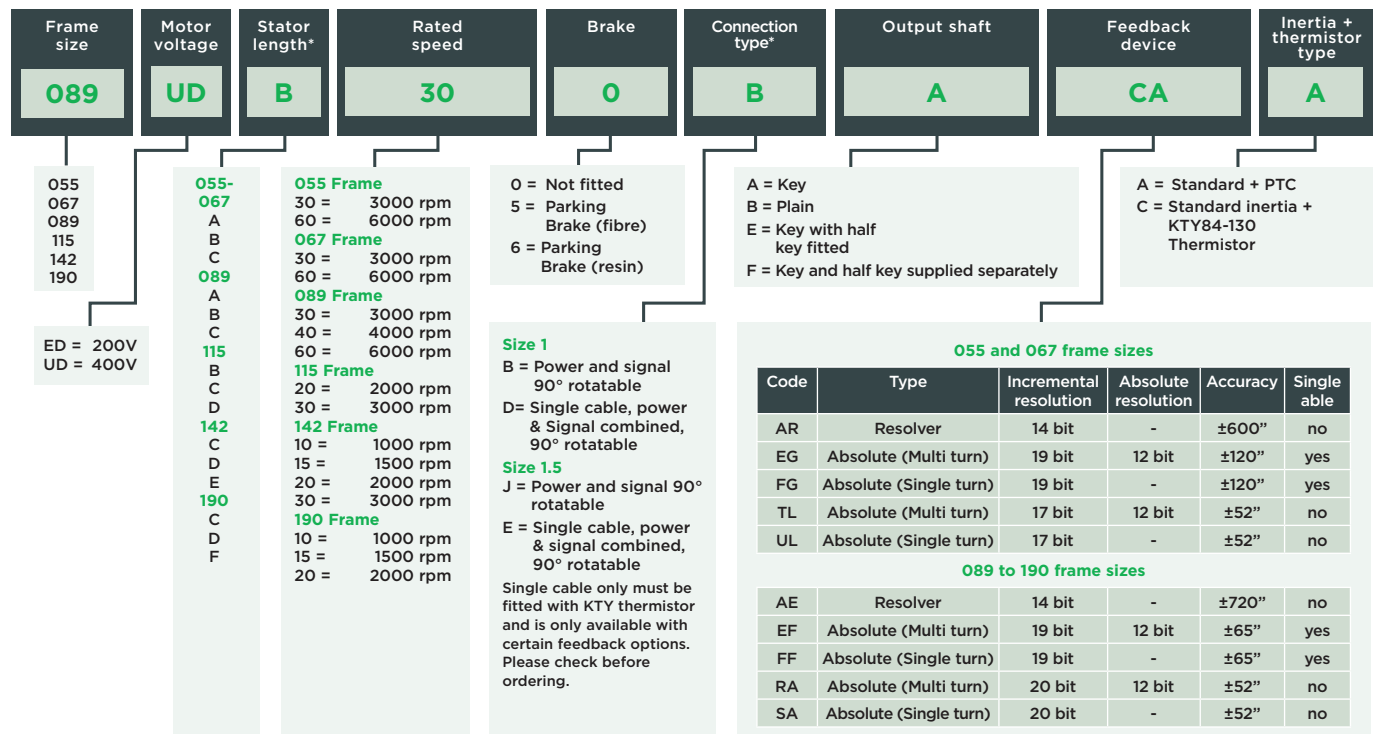 Frame size
Motor voltage
Stator length*
Rated speed
Brake
Connection type*
Output shaft
Feedback device
Inertia + thermistor type
089
UD
B
30
0
B
A
CA
A
055
067
089
115
142
190
ED = 200V
UD = 400V
055-
067
A
B
C
089
A
B
C
115
B
C
D
142
C
D
E
190
C
D
F
055 Frame
30 = 3000 rpm
60 = 6000 rpm
067 Frame
30 = 3000 rpm
60 = 6000 rpm
089 Frame
30 = 3000 rpm
40 = 4000 rpm
60 = 6000 rpm
115 Frame
20 = 2000 rpm
30 = 3000 rpm
142 Frame
10 = 1000 rpm
15 = 1500 rpm
20 = 2000 rpm
30 = 3000 rpm
190 Frame
10 = 1000 rpm
15 = 1500 rpm
20 = 2000 rpm
0 = Not fitted
5 = Parking
Brake (fibre)
6 = Parking
Brake (resin)
Size 1
B = Power and signal
90° rotatable
D= Single cable, power
& Signal combined,
90° rotatable
Size 1.5
J = Power and signal 90°
rotatable
E = Single cable, power
& signal combined,
90° rotatable
Single cable only must be
fitted with KTY thermistor
and is only available with
certain feedback options.
Please check before
ordering.
A = Key
B = Plain
E = Key with half
key fitted
F = Key and half key supplied separately
A = Standard + PTC
C = Standard inertia +
KTY84-130
Thermistor
055 and 067 frame sizes
Code Type Incremental resolution Absolute resolution Accuracy Single able
AR Resolver 14 bit - ±600” no
EG Absolute (Multi turn) 19 bit 12 bit ±120” yes
FG Absolute (Single turn) 19 bit - ±120” yes
TL Absolute (Multi turn) 17 bit 12 bit ±52” no
UL Absolute (Single turn) 17 bit - ±52” no
089 to 190 frame sizes
AE Resolver 14 bit - ±720” no
EF Absolute (Multi turn) 19 bit 12 bit ±65” yes
FF Absolute (Single turn) 19 bit - ±65” yes
RA Absolute (Multi turn) 20 bit 12 bit ±52” no
SA Absolute (Single turn) 20 bit - ±52” no